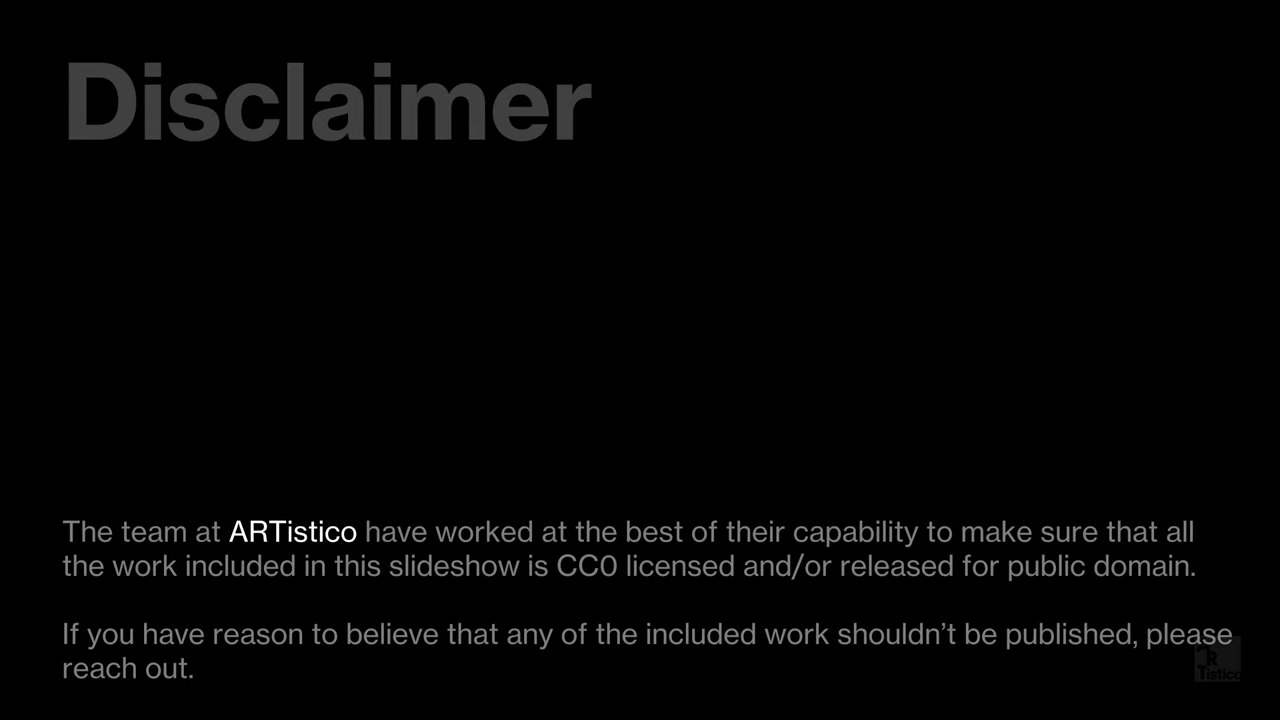 Disclaimer
The team at ARTistico have worked at the best of their capability to make sure that all
the work included in this slideshow is CC0 licensed and/or released for public domain.
If you have reason to believe that any of the included work shouldn’t be published, please
reach out.
R
Tistico